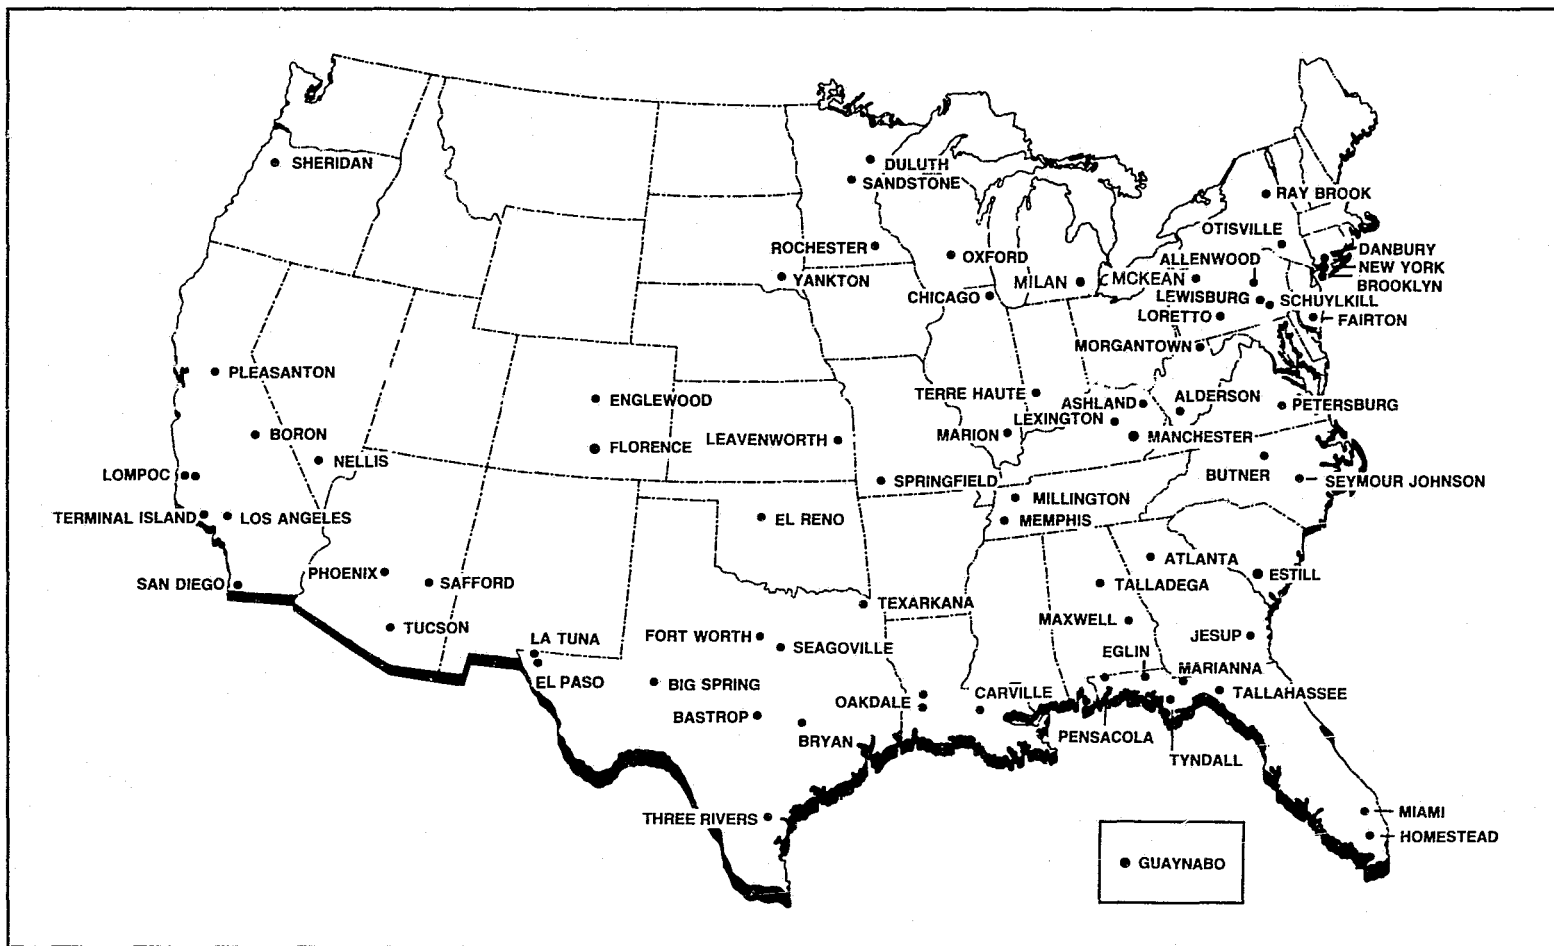 SHERIDAN
DULUTH
SANDSTONE
RAY BROOK
OTISVILLE
ROCHESTER
OXFORD
DANBURY
ALLENWOOD
NEW YORK
YANKTON
MILAN
MCKEAN
BROOKLYN
CHICAGO
LEWISBURG
SCHUYLKILL
LORETTO
FAIRTON
MORGANTOWN
PLEASANTON
ENGLEWOOD
TERRE HAUTE
ASHLAND
ALDERSON
PETERSBURG
LEXINGTON
BORON
FLORENCE
LEAVENWORTH
MARION
MANCHESTER
NELLIS
LOMPOC
BUTNER
SPRINGFIELD
SEYMOUR JOHNSON
MILLINGTON
TERMINAL ISLAND
LOS ANGELES
EL RENO
MEMPHIS
ATLANTA
PHOENIX
ESTILL
SAN DIEGO
SAFFORD
TALLADEGA
TEXARKANA
MAXWELL
TUCSON
FORT WORTH
JESUP
LA TUNA
SEAGOVILLE
EGLIN
MARIANNA
EL PASO
BIG SPRING
CARVILLE
TALLAHASSEE
OAKDALE
BASTROP
BRYAN
PENSACOLA
TYNDALL
THREE RIVERS
MIAMI
HOMESTEAD
GUAYNABO